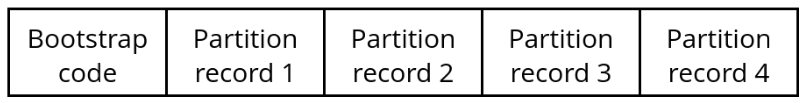 Bootstrap
code
Partition
record 1
Partition
record 2
Partition
record 3
Partition
record 4